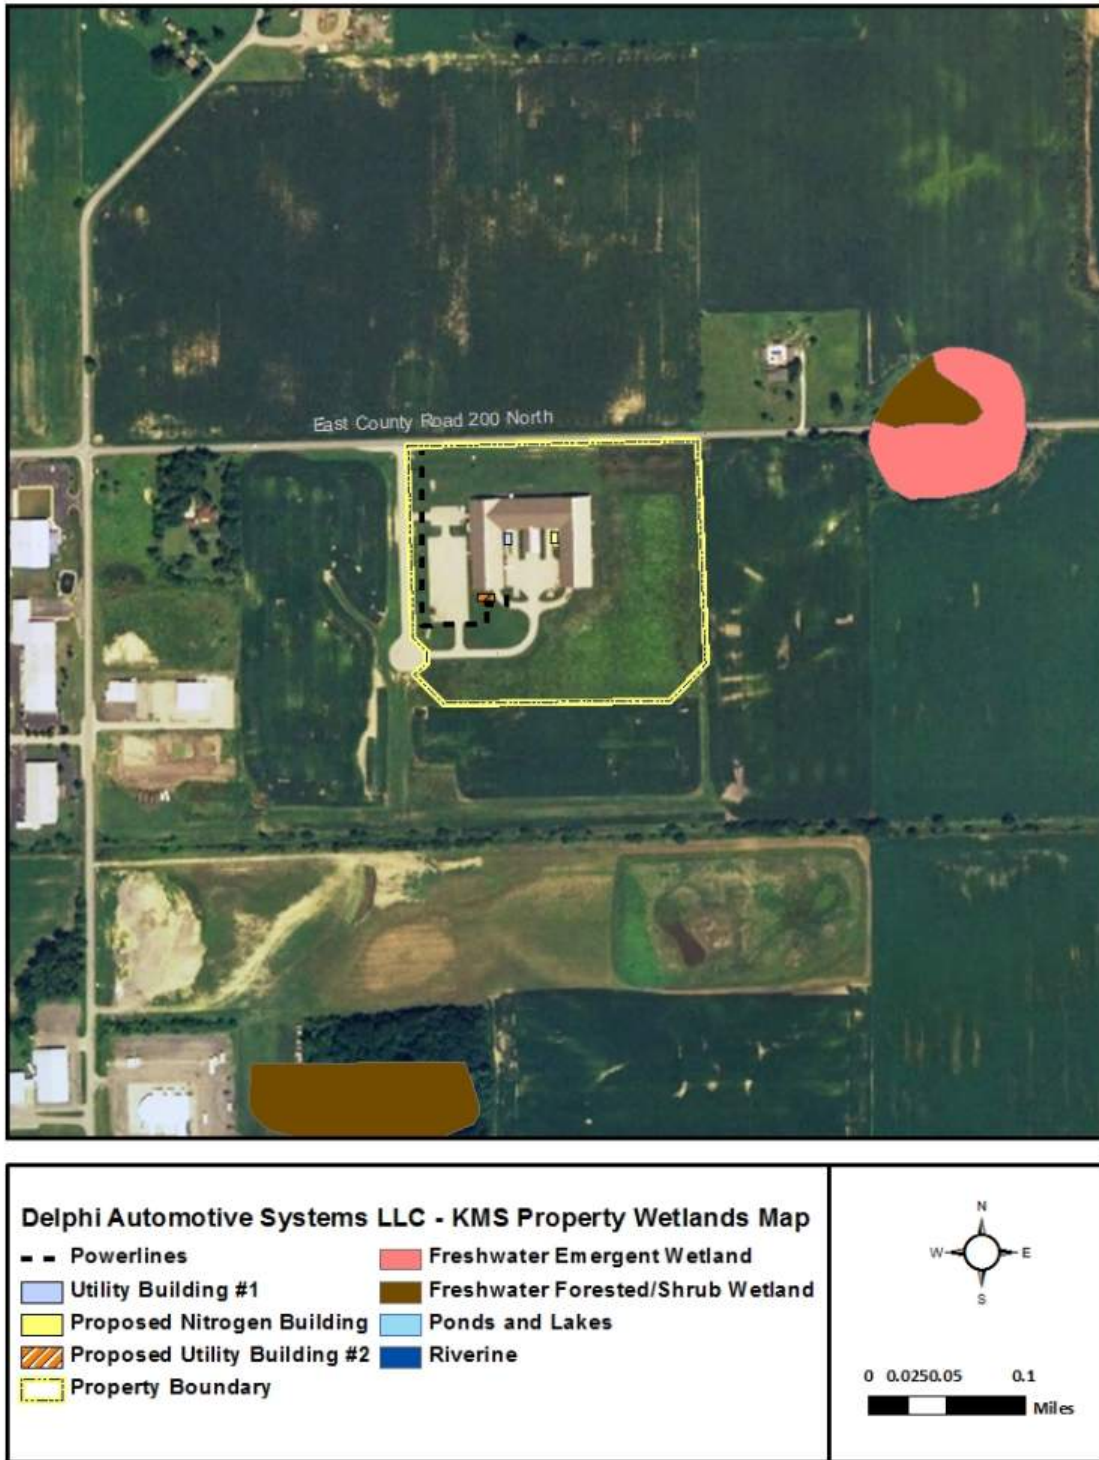 East County Road 200 North
Delphi Automotive Systems LLC - KMS Property Wetlands Map
Powerlines
Utility Building #1
Proposed Nitrogen Building
Proposed Utility Building #2
Property Boundary
Freshwater Emergent Wetland
Freshwater Forested/Shrub Wetland
Ponds and Lakes
Riverine
N
W E
S
0 0.0250.05 0.1
Miles